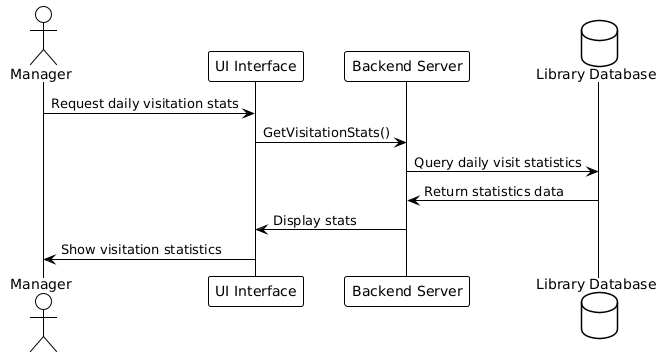 Manager
UI Interface
Backend Server
Library Database
Request daily visitation stats
GetVisitationStats()
Query daily visit statistics
Return statistics data
Display stats
Show visitation statistics
Manager
UI Interface
Backend Server
Library Database